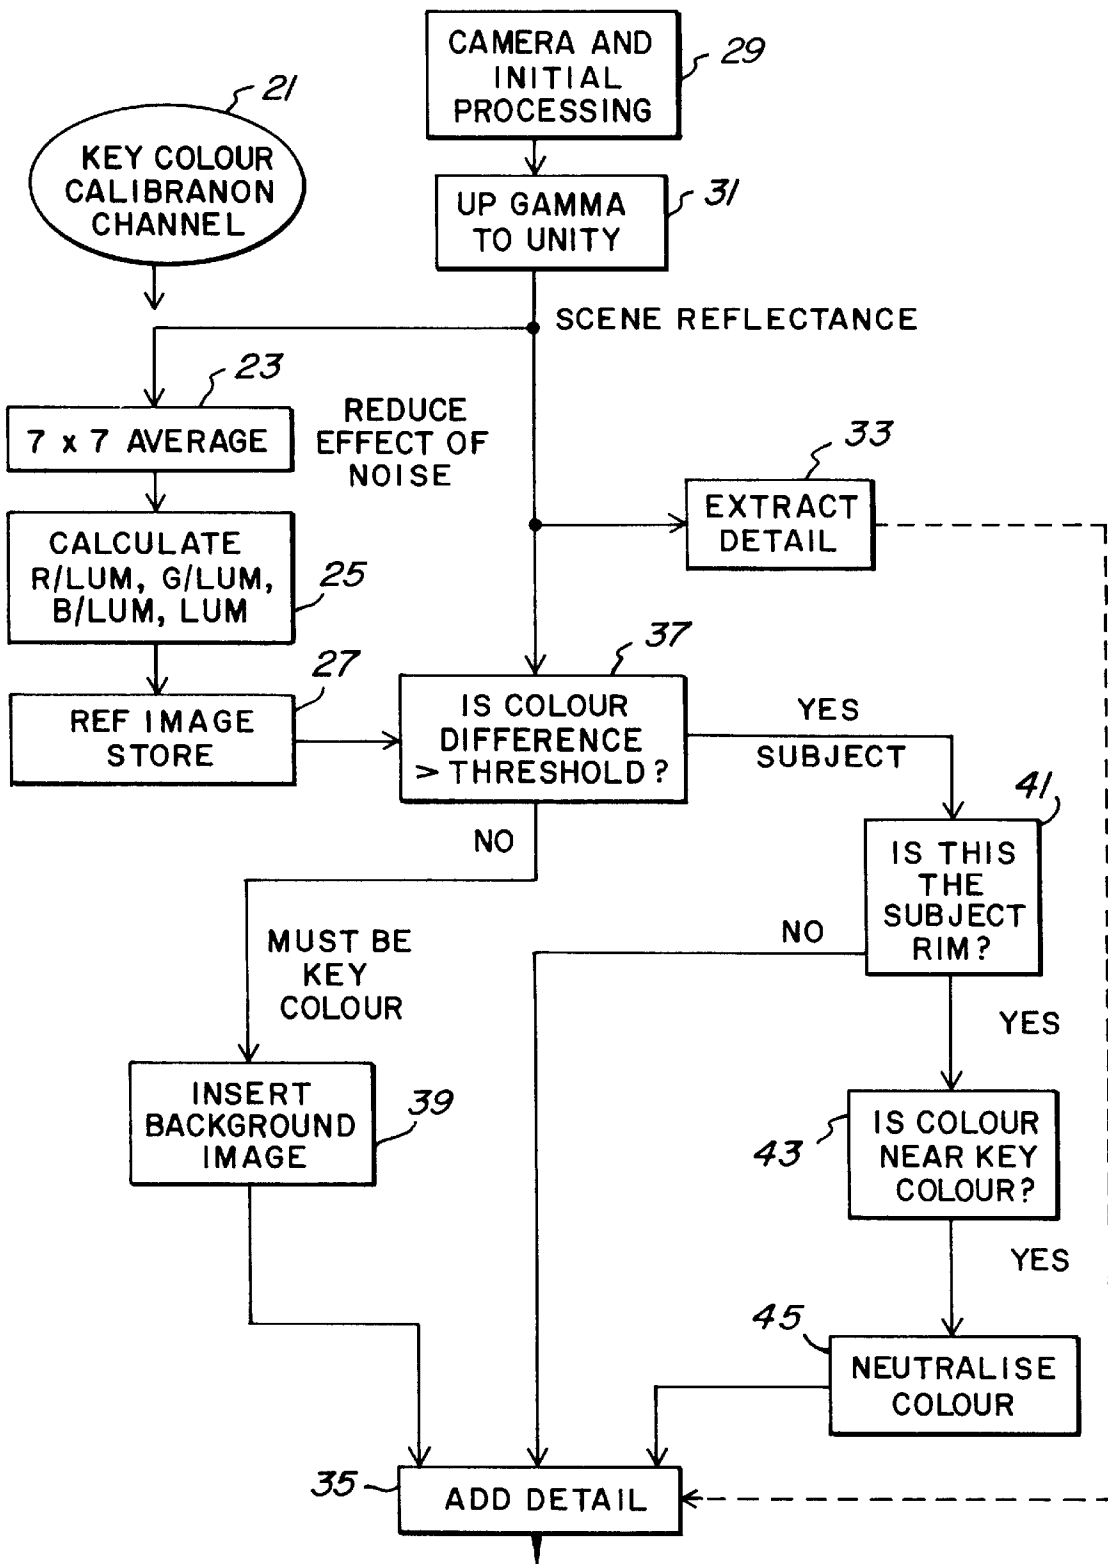 CAMERA AND
INITIAL
PROCESSING
29
21
KEY COLOUR
CALIBRANON
CHANNEL
UP GAMMA
TO UNITY
31
SCENE REFLECTANCE
23
7 x 7 AVERAGE
REDUCE
EFFECT OF
NOISE
33
EXTRACT
DETAIL
CALCULATE
R/LUM, G/LUM,
B/LUM, LUM
25
27
REF IMAGE
STORE
37
IS COLOUR
DIFFERENCE
> THRESHOLD?
YES
SUBJECT
NO
41
IS THIS
THE
SUBJECT
RIM?
NO
YES
MUST BE
KEY
COLOUR
INSERT
BACKGROUND
IMAGE
39
43
IS COLOUR
NEAR KEY
COLOUR?
YES
45
NEUTRALISE
COLOUR
35
ADD DETAIL